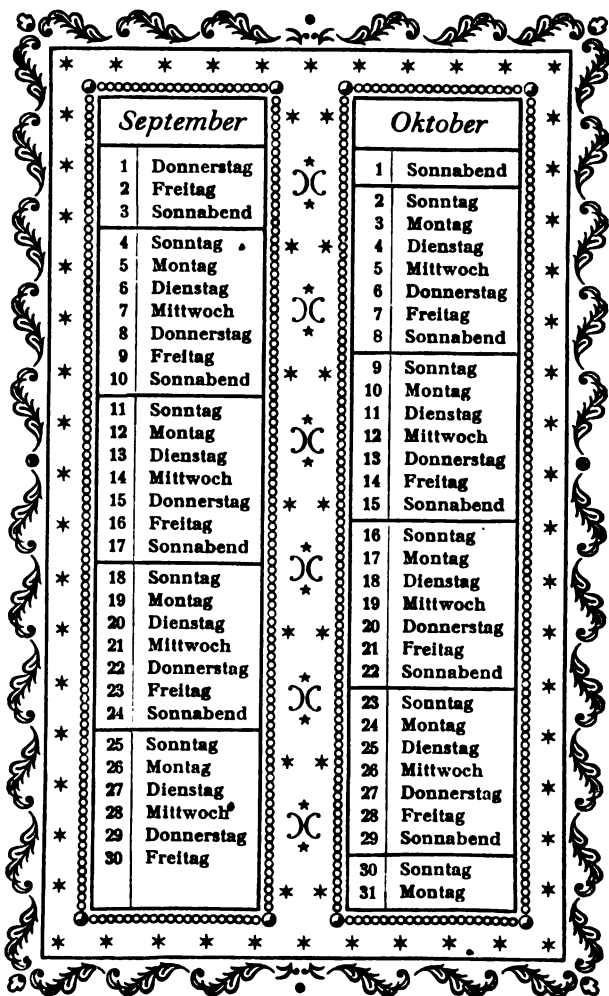 September
1 Donnerstag
2 Freitag
3 Sonnabend
4 Sonntag
5 Montag
6 Dienstag
7 Mittwoch
8 Donnerstag
9 Freitag
10 Sonnabend
11 Sonntag
12 Montag
13 Dienstag
14 Mittwoch
15 Donnerstag
16 Freitag
17 Sonnabend
18 Sonntag
19 Montag
20 Dienstag
21 Mittwoch
22 Donnerstag
23 Freitag
24 Sonnabend
25 Sonntag
26 Montag
27 Dienstag
28 Mittwoch
29 Donnerstag
30 Freitag
Oktober
1 Sonnabend
2 Sonntag
3 Montag
4 Dienstag
5 Mittwoch
6 Donnerstag
7 Freitag
8 Sonnabend
9 Sonntag
10 Montag
11 Dienstag
12 Mittwoch
13 Donnerstag
14 Freitag
15 Sonnabend
16 Sonntag
17 Montag
18 Dienstag
19 Mittwoch
20 Donnerstag
21 Freitag
22 Sonnabend
23 Sonntag
24 Montag
25 Dienstag
26 Mittwoch
27 Donnerstag
28 Freitag
29 Sonnabend
30 Sonntag
31 Montag